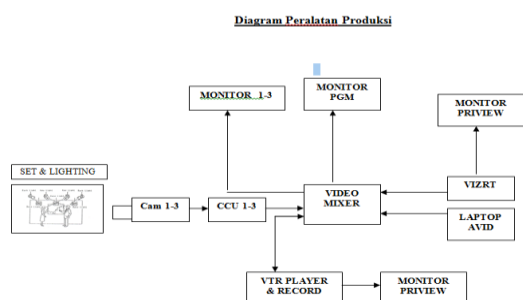 Diagram Peralatan Produksi
MONITOR 1-3
MONITOR
PGM
MONITOR
PRIVIEW
SET & LIGHTING
Cam 1-3
CCU 1-3
VIDEO
MIXER
VIZRT
LAPTOP
AVID
VTR PLAYER
& RECORD
MONITOR
PRIVIEW